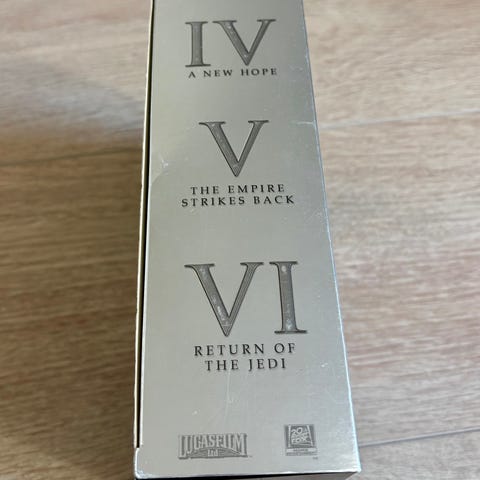 IV
A NEW HOPE
V
THE EMPIRE
STRIKES BACK
VI
RETURN OF
THE JEDI
LUCASFILM
Ltd
20th
FOX